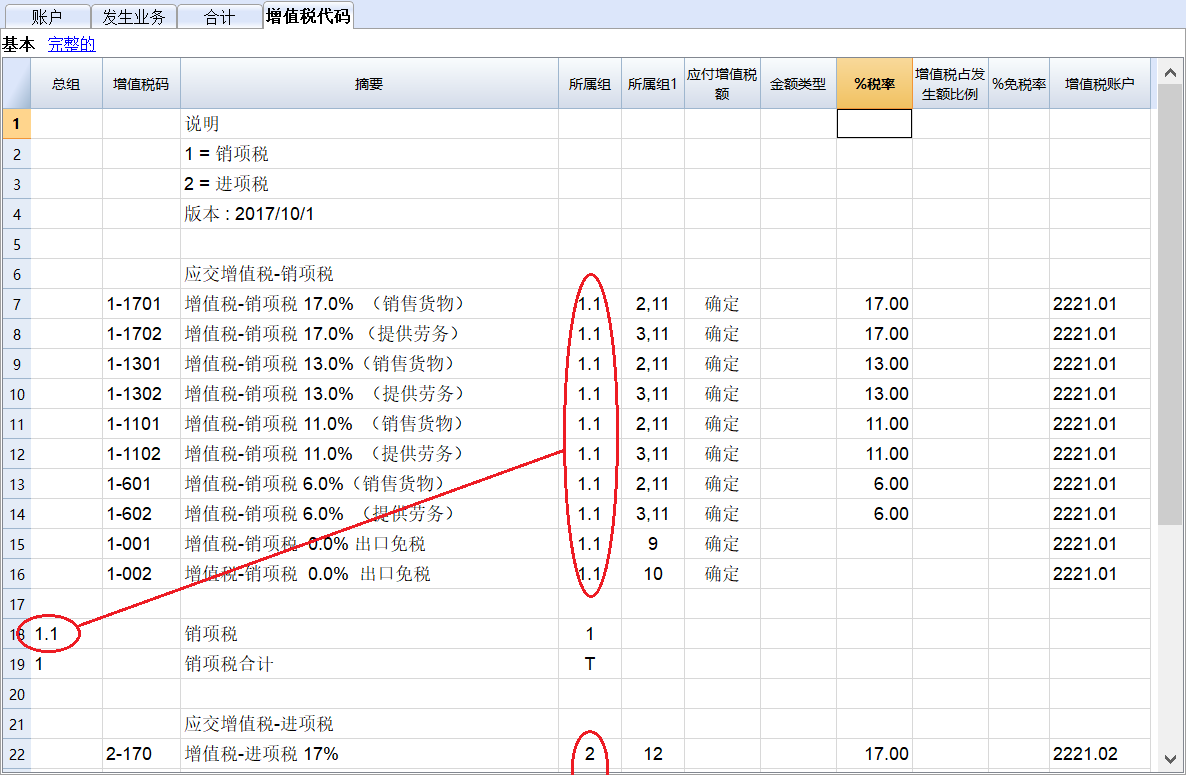 账户 发生业务 合计 增值税代码
基本 完整的
总组 增值税码 摘要 所属组 所属组1 应付增值税额 金额类型 %税率 增值税占发生额比例 %免税率 增值税账户
1 说明
2 1 = 销项税
3 2 = 进项税
4 版本 : 2017/10/1
5
6 应交增值税-销项税
7 1-1701 增值税-销项税 17.0% （销售货物） 1.1 2,11 确定 17.00 2221.01
8 1-1702 增值税-销项税 17.0% （提供劳务） 1.1 3,11 确定 17.00 2221.01
9 1-1301 增值税-销项税 13.0%（销售货物） 1.1 2,11 确定 13.00 2221.01
10 1-1302 增值税-销项税 13.0% （提供劳务） 1.1 3,11 确定 13.00 2221.01
11 1-1101 增值税-销项税 11.0% （销售货物） 1.1 2,11 确定 11.00 2221.01
12 1-1102 增值税-销项税 11.0% （提供劳务） 1.1 3,11 确定 11.00 2221.01
13 1-601 增值税-销项税 6.0%（销售货物） 1.1 2,11 确定 6.00 2221.01
14 1-602 增值税-销项税 6.0% （提供劳务） 1.1 3,11 确定 6.00 2221.01
15 1-001 增值税-销项税 0.0% 出口免税 1.1 9 确定 2221.01
16 1-002 增值税-销项税 0.0% 出口免税 1.1 10 确定 2221.01
17
18 1.1 销项税 1
19 1 销项税合计 T
20
21 应交增值税-进项税
22 2-170 增值税-进项税 17% 2 12 17.00 2221.02